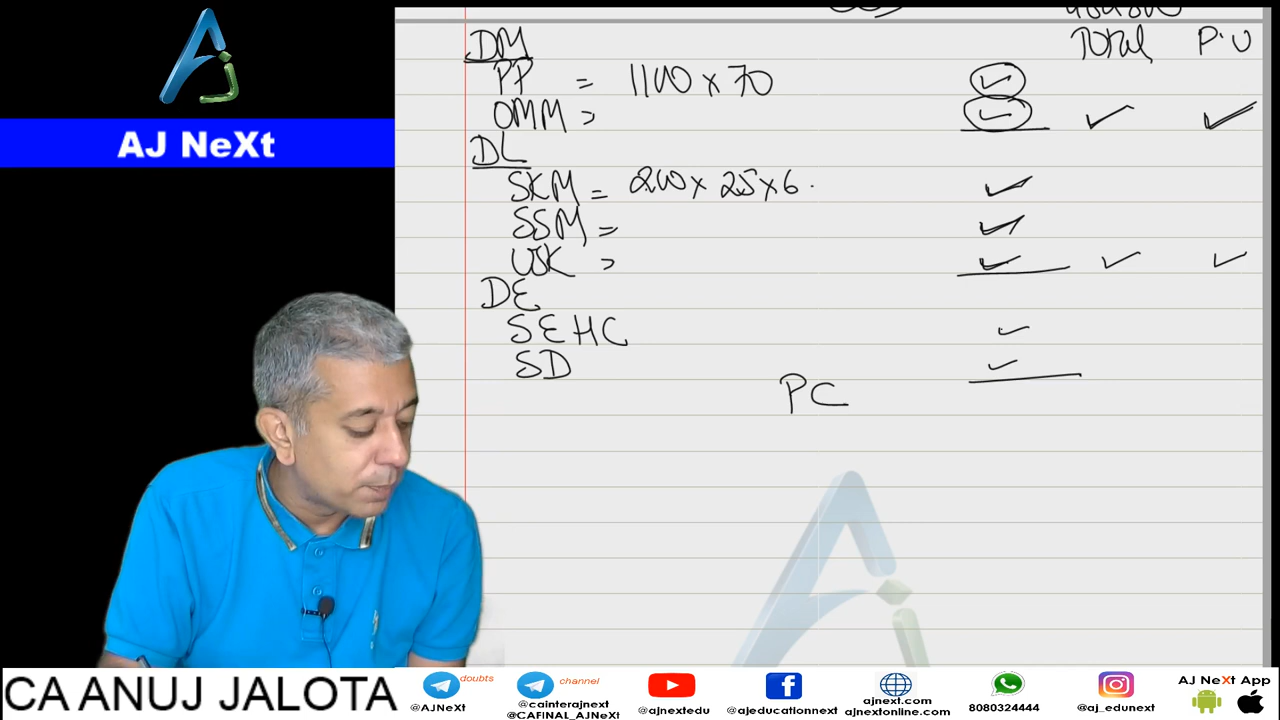 AJ NeXt
DM Total P.U
PP = 1100 x 70
OMM =
DL
SKM = 200 x 25 x 6.
SSM =
USK =
DE
SEHC
SD
PC
CA ANUJ JALOTA
doubts
@AJNeXt
channel
@cainterajnext
@CAFINAL_AJNeXt
@ajnextedu
@ajeducationnext
ajnext.com
ajnextonline.com
8080324444
@aj_edunext
AJ NeXt App